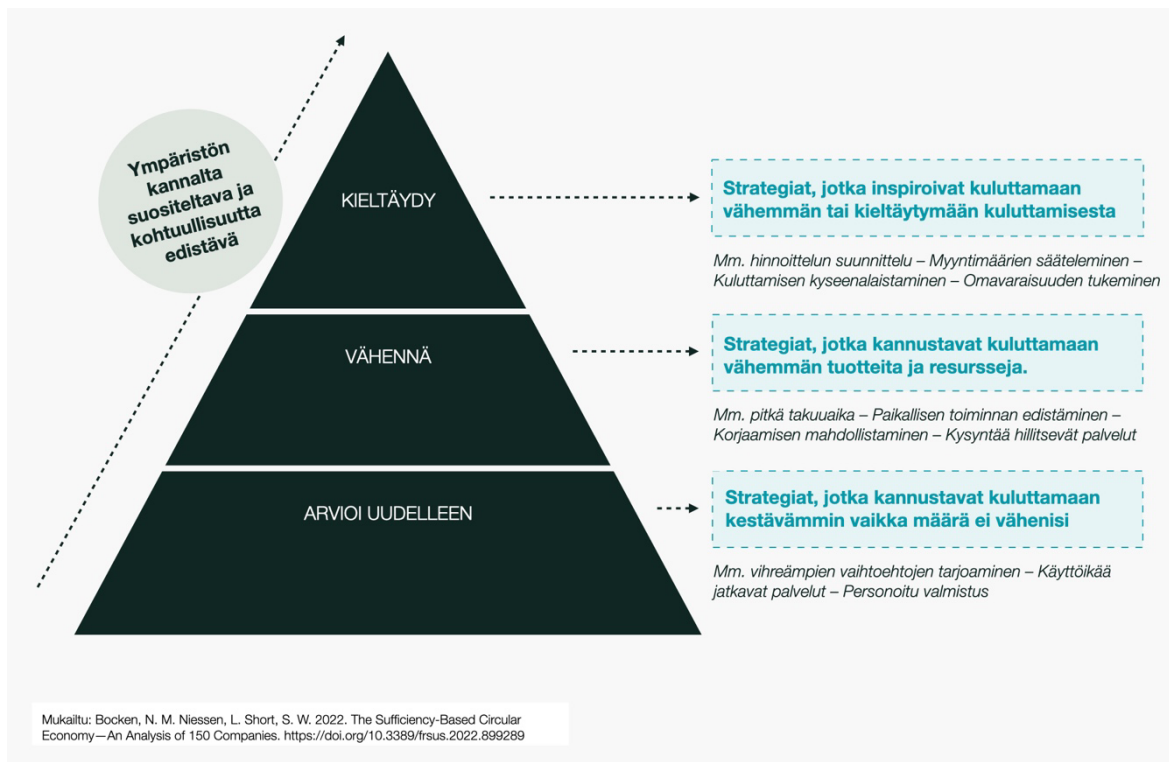 Ympäristön
kannalta
suositeltava ja
kohtuullisuutta
edistävä
KIELTÄYDY
Strategiat, jotka inspiroivat kuluttamaan
vähemmän tai kieltäytymään kuluttamisesta
Mm. hinnoittelun suunnittelu – Myyntimäärien sääteleminen –
Kuluttamisen kyseenalaistaminen – Omavaraisuuden tukeminen
VÄHENNÄ
Strategiat, jotka kannustavat kuluttamaan
vähemmän tuotteita ja resursseja.
Mm. pitkä takuuaika – Paikallisen toiminnan edistäminen –
Korjaamisen mahdollistaminen – Kysyntää hillitsevät palvelut
ARVIOI UUDELLEEN
Strategiat, jotka kannustavat kuluttamaan
kestävämmin vaikka määrä ei vähenisi
Mm. vihreämpien vaihtoehtojen tarjoaminen – Käyttöikää
jatkavat palvelut – Personoitu valmistus
Mukailtu: Bocken, N. M. Niessen, L. Short, S. W. 2022. The Sufficiency-Based Circular
Economy—An Analysis of 150 Companies. https://doi.org/10.3389/frsus.2022.899289